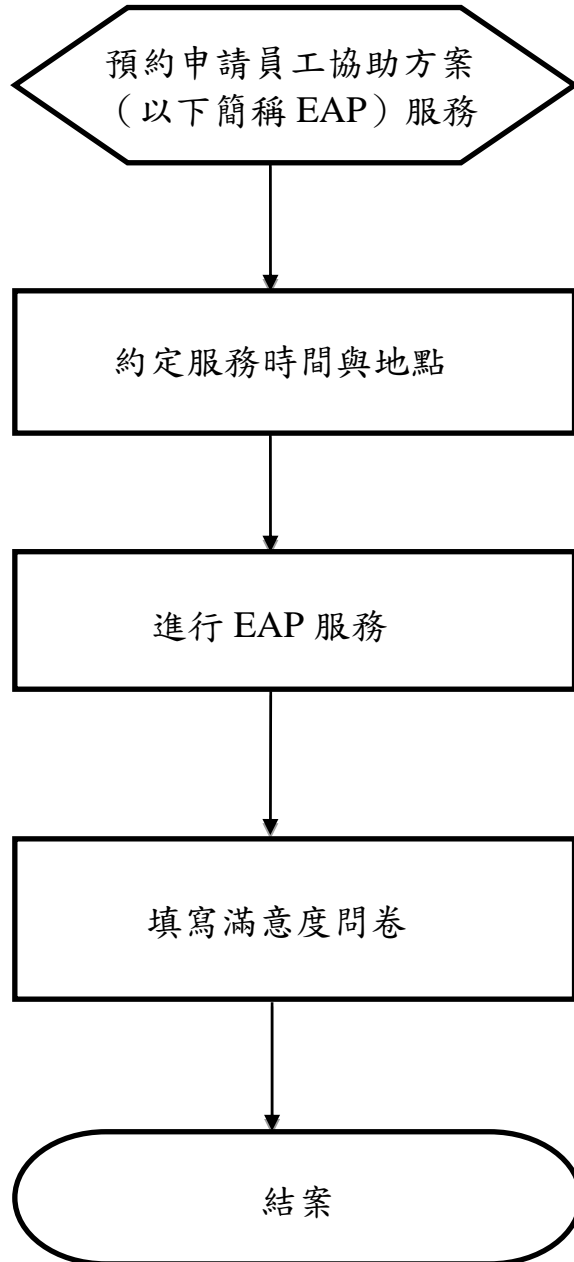 預約申請員工協助方案
（以下簡稱 EAP）服務
約定服務時間與地點
進行 EAP 服務
填寫滿意度問卷
結案